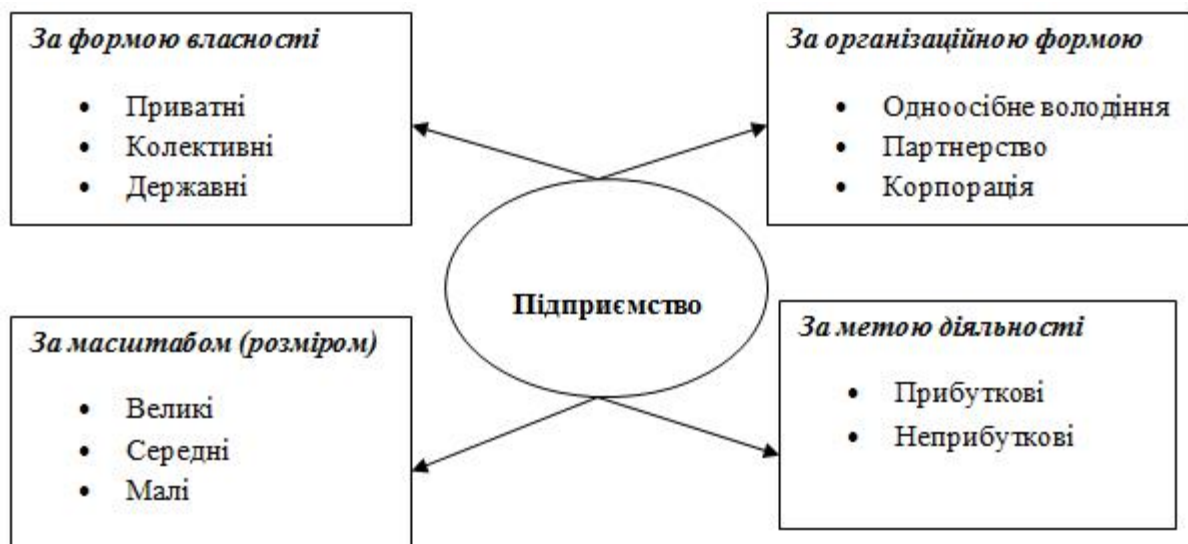 За формою власності
• Приватні
• Колективні
• Державні
За організаційною формою
• Одноосібне володіння
• Партнерство
• Корпорація
Підприємство
За масштабом (розміром)
• Великі
• Середні
• Малі
За метою діяльності
• Прибуткові
• Неприбуткові